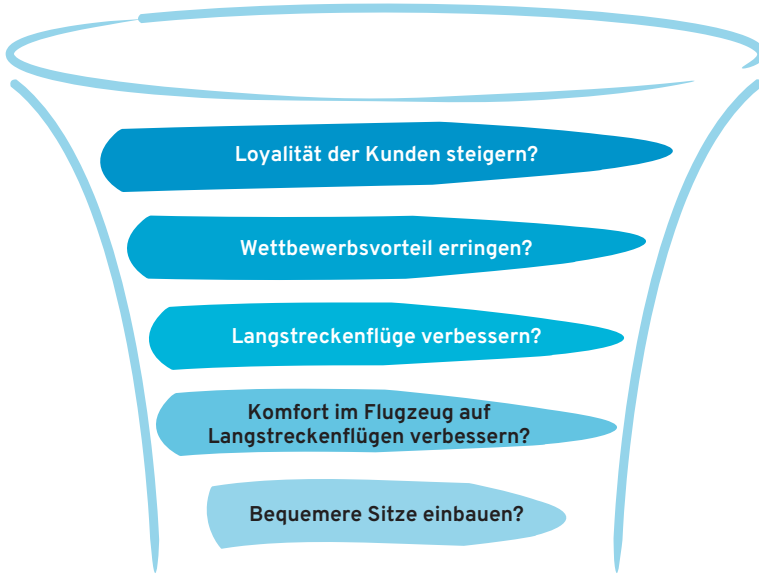 Loyalität der Kunden steigern?
Wettbewerbsvorteil erringen?
Langstreckenflüge verbessern?
Komfort im Flugzeug auf
Langstreckenflügen verbessern?
Bequemere Sitze einbauen?